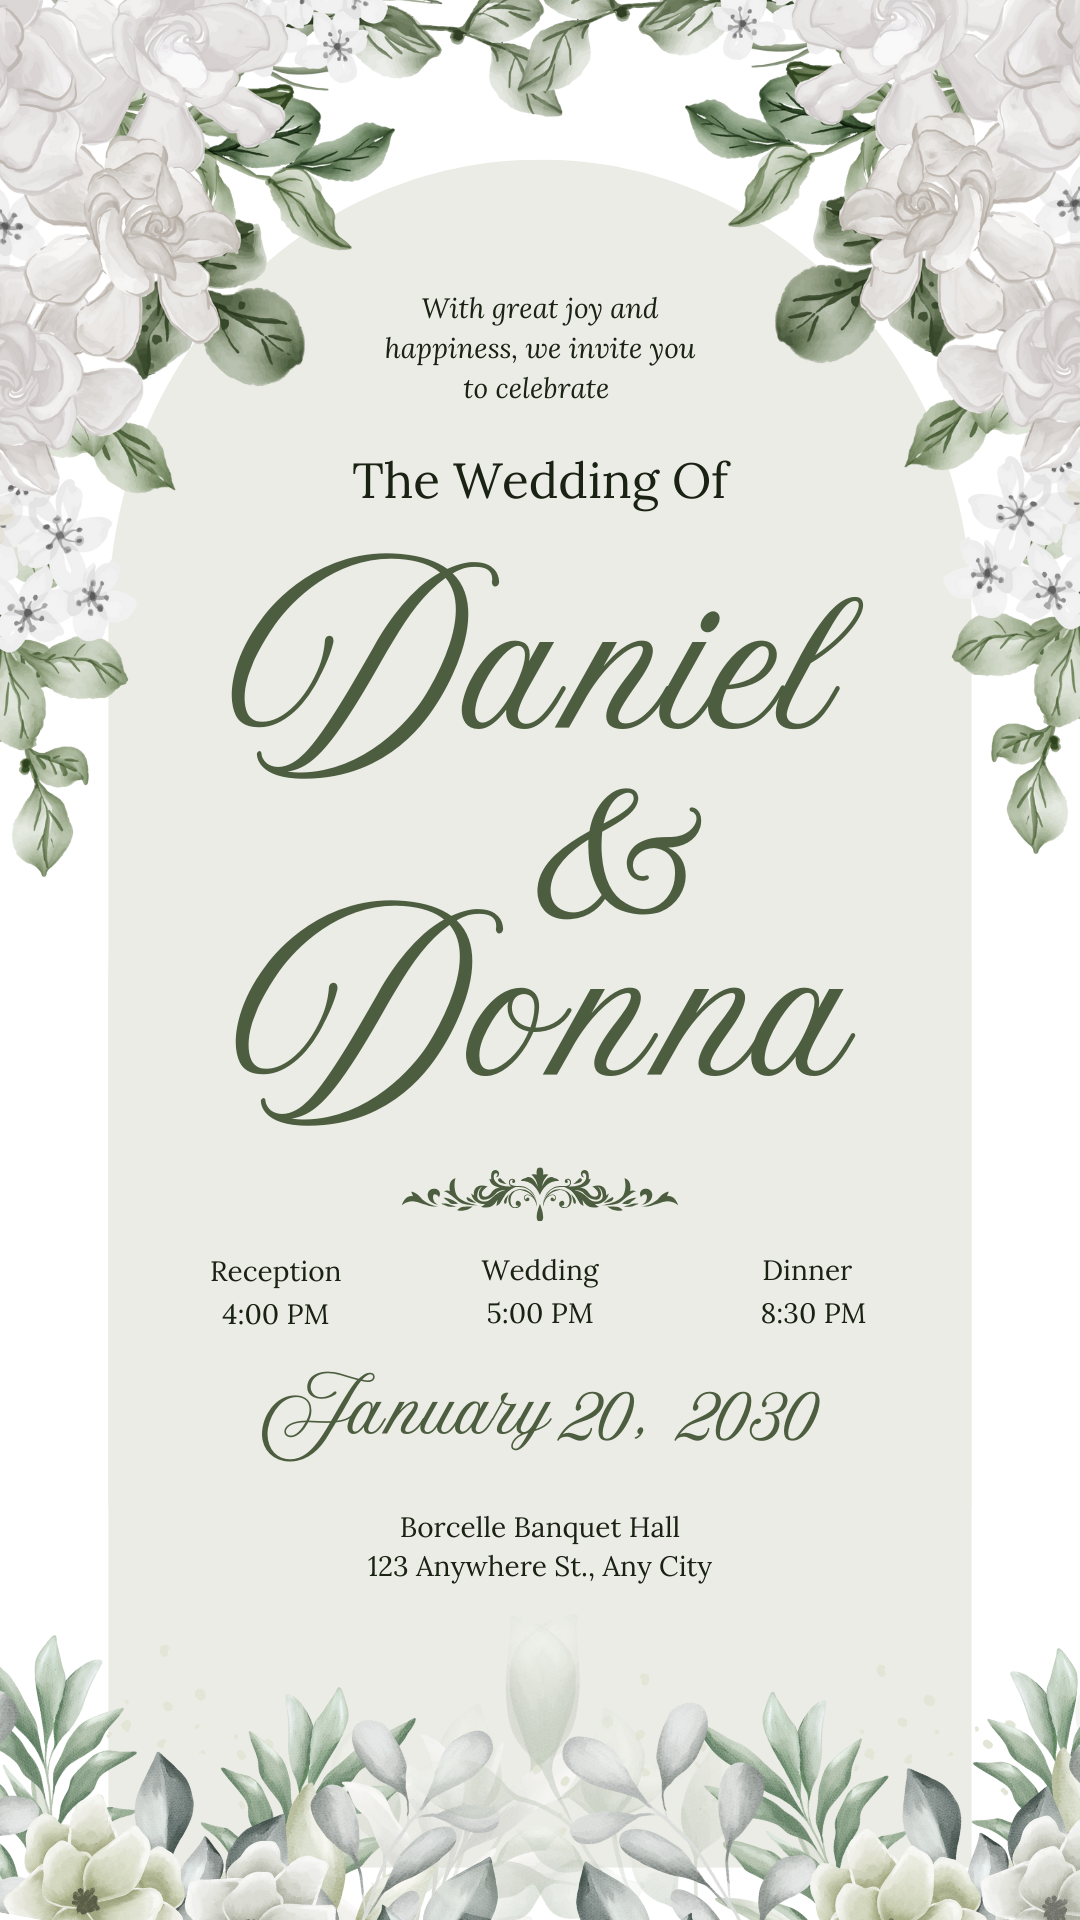 With great joy and
happiness, we invite you
to celebrate
The Wedding Of
Daniel
&
Donna
Reception Wedding Dinner
4:00 PM 5:00 PM 8:30 PM
January 20, 2030
Borcelle Banquet Hall
123 Anywhere St., Any City